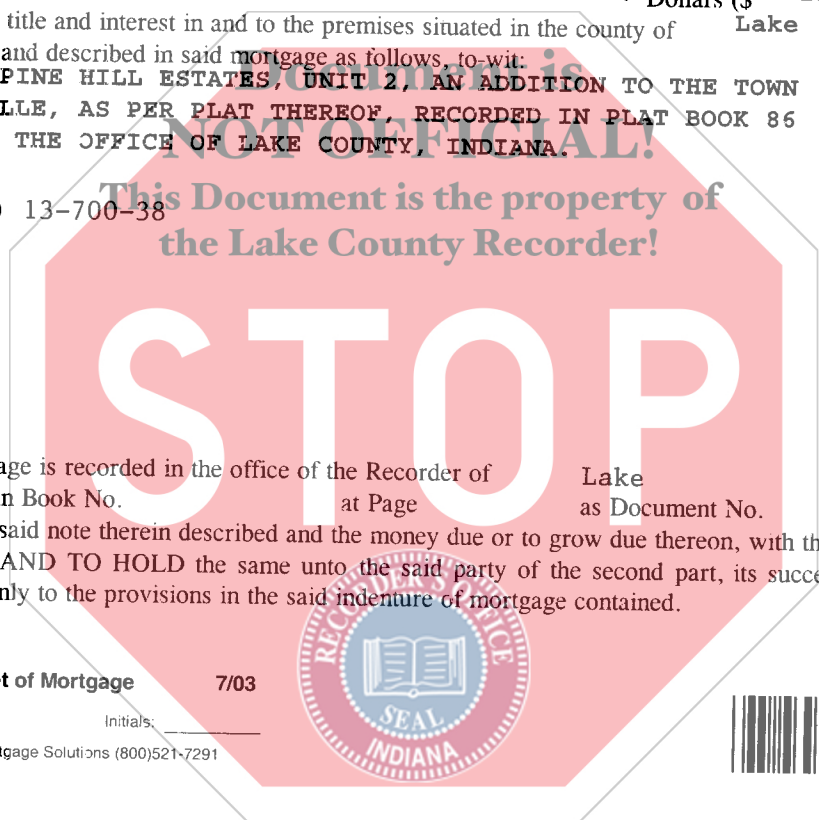 Dollars ($
title and interest in and to the premises situated in the county of Lake
and described in said mortgage as follows, to-wit:
Document is
PINE HILL ESTATES, UNIT 2, AN ADDITION TO THE TOWN
LLE, AS PER PLAT THEREOF, RECORDED IN PLAT BOOK 86
NOT OFFICIAL!
THE OFFICE OF LAKE COUNTY, INDIANA.
This Document is the property of
13-700-38
the Lake County Recorder!
STOP
age is recorded in the office of the Recorder of Lake
n Book No. at Page as Document No.
said note therein described and the money due or to grow due thereon, with th
AND TO HOLD the same unto the said party of the second part, its succe
nly to the provisions in the said indenture of mortgage contained.
RECORDER'S OFFICE
SEAL
INDIANA
t of Mortgage 7/03
Initials:
tgage Solutions (800)521-7291